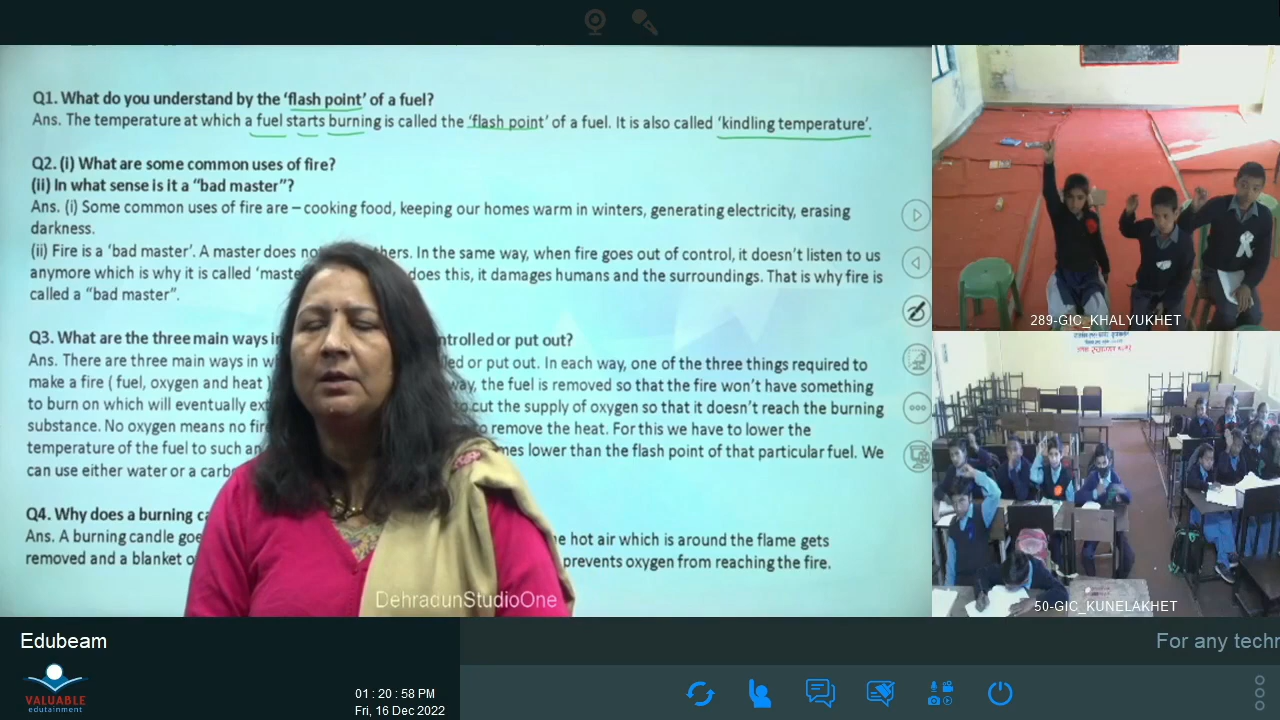 Q1. What do you understand by the ‘flash point’ of a fuel?
Ans. The temperature at which a fuel starts burning is called the ‘flash point’ of a fuel. It is also called ‘kindling temperature’.
Q2. (i) What are some common uses of fire?
(ii) In what sense is it a “bad master”?
Ans. (i) Some common uses of fire are – cooking food, keeping our homes warm in winters, generating electricity, erasing
darkness.
(ii) Fire is a ‘bad master’. A master does no thers. In the same way, when fire goes out of control, it doesn’t listen to us
anymore which is why it is called ‘maste does this, it damages humans and the surroundings. That is why fire is
called a “bad master”.
Q3. What are the three main ways in ntrolled or put out?
Ans. There are three main ways in w led or put out. In each way, one of the three things required to
make a fire ( fuel, oxygen and heat ) way, the fuel is removed so that the fire won’t have something
to burn on which will eventually ex to cut the supply of oxygen so that it doesn’t reach the burning
substance. No oxygen means no fir to remove the heat. For this we have to lower the
temperature of the fuel to such an mes lower than the flash point of that particular fuel. We
can use either water or a carb
Q4. Why does a burning ca
Ans. A burning candle goe he hot air which is around the flame gets
removed and a blanket o prevents oxygen from reaching the fire.
DehradunStudioOne
289-GIC_KHALYUKHET
50-GIC_KUNELAKHET
Edubeam
For any techn
VALUABLE
edutainment
01 : 20 : 58 PM
Fri, 16 Dec 2022